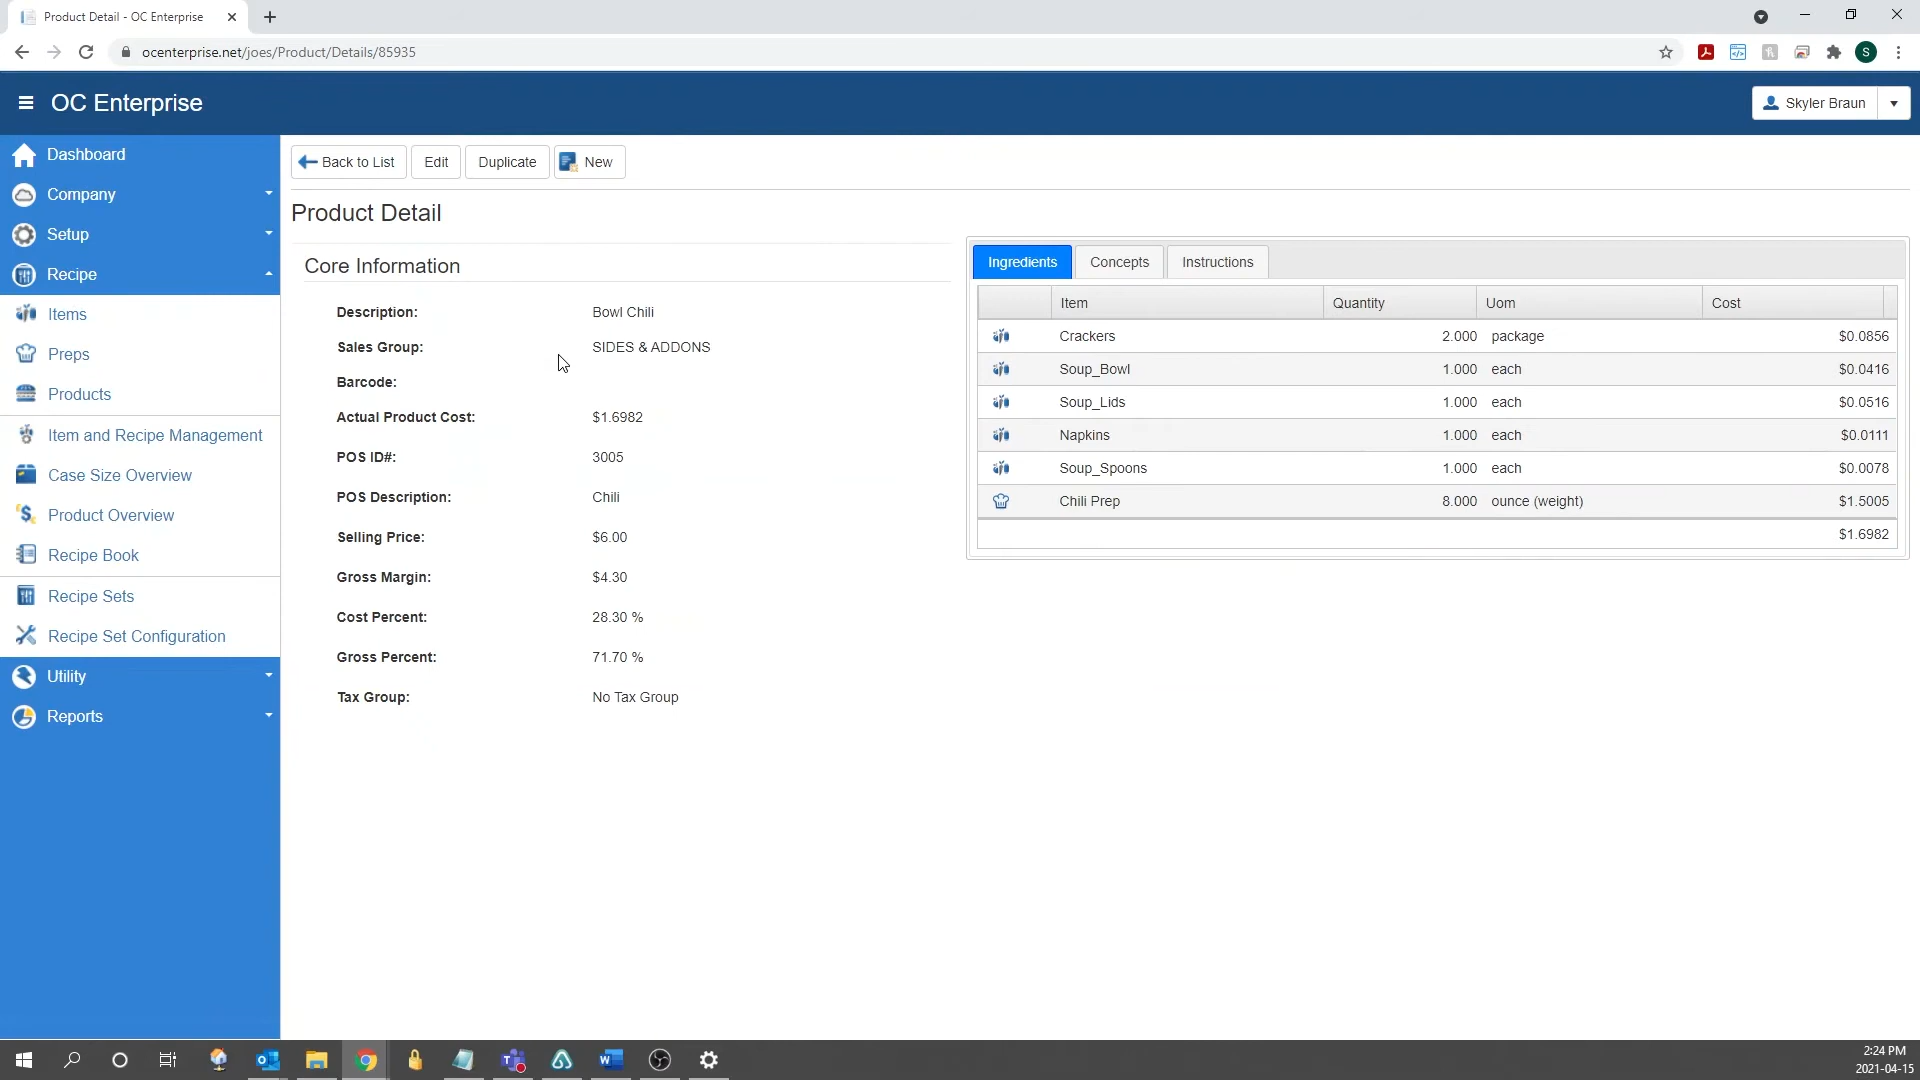 Product Detail - OC Enterprise
ocenterprise.net/joes/Product/Details/85935
S
OC Enterprise
Skyler Braun
Dashboard
Company
Setup
Recipe
Items
Preps
Products
Item and Recipe Management
Case Size Overview
Product Overview
Recipe Book
Recipe Sets
Recipe Set Configuration
Utility
Reports
Back to List Edit Duplicate New
Product Detail
Core Information
Description: Bowl Chili
Sales Group: SIDES & ADDONS
Barcode:
Actual Product Cost: $1.6982
POS ID#: 3005
POS Description: Chili
Selling Price: $6.00
Gross Margin: $4.30
Cost Percent: 28.30 %
Gross Percent: 71.70 %
Tax Group: No Tax Group
Ingredients Concepts Instructions
Item Quantity Uom Cost
Crackers 2.000 package $0.0856
Soup_Bowl 1.000 each $0.0416
Soup_Lids 1.000 each $0.0516
Napkins 1.000 each $0.0111
Soup_Spoons 1.000 each $0.0078
Chili Prep 8.000 ounce (weight) $1.5005
$1.6982
2:24 PM
2021-04-15